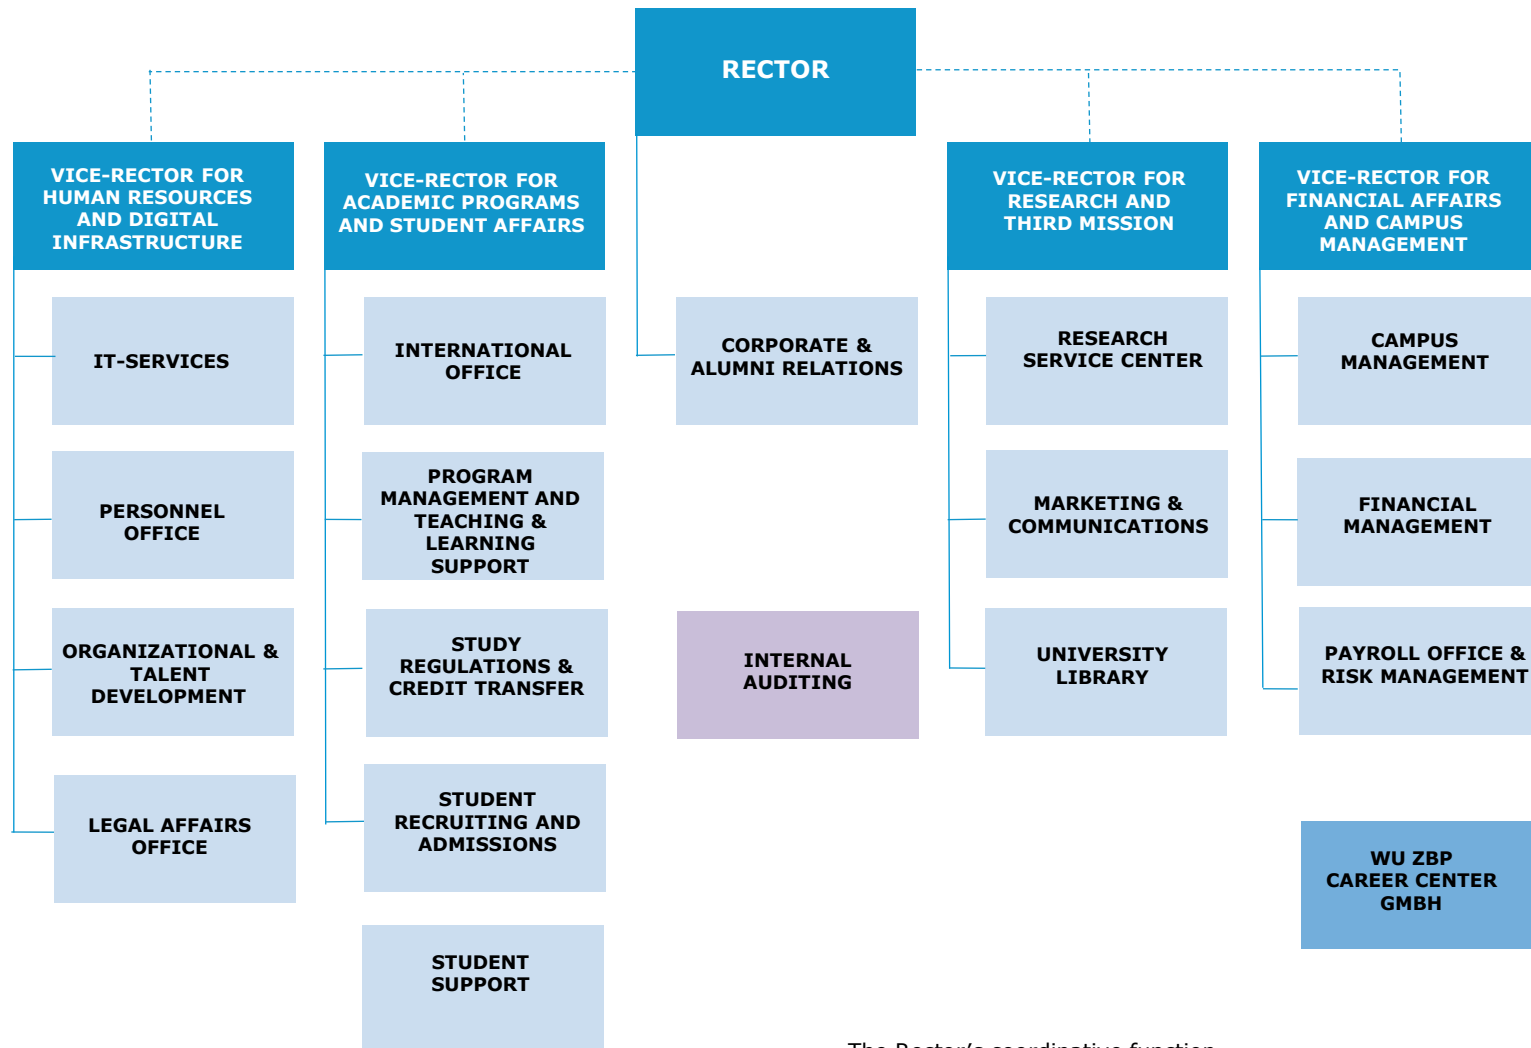 RECTOR
VICE-RECTOR FOR
HUMAN RESOURCES
AND DIGITAL
INFRASTRUCTURE
VICE-RECTOR FOR
ACADEMIC PROGRAMS
AND STUDENT AFFAIRS
VICE-RECTOR FOR
RESEARCH AND
THIRD MISSION
VICE-RECTOR FOR
FINANCIAL AFFAIRS
AND CAMPUS
MANAGEMENT
IT-SERVICES
PERSONNEL
OFFICE
ORGANIZATIONAL &
TALENT
DEVELOPMENT
LEGAL AFFAIRS
OFFICE
INTERNATIONAL
OFFICE
PROGRAM
MANAGEMENT AND
TEACHING &
LEARNING
SUPPORT
STUDY
REGULATIONS &
CREDIT TRANSFER
STUDENT
RECRUITING AND
ADMISSIONS
STUDENT
SUPPORT
CORPORATE &
ALUMNI RELATIONS
INTERNAL
AUDITING
RESEARCH
SERVICE CENTER
MARKETING &
COMMUNICATIONS
UNIVERSITY
LIBRARY
CAMPUS
MANAGEMENT
FINANCIAL
MANAGEMENT
PAYROLL OFFICE &
RISK MANAGEMENT
WU ZBP
CAREER CENTER
GMBH
The Rector's coordinative function